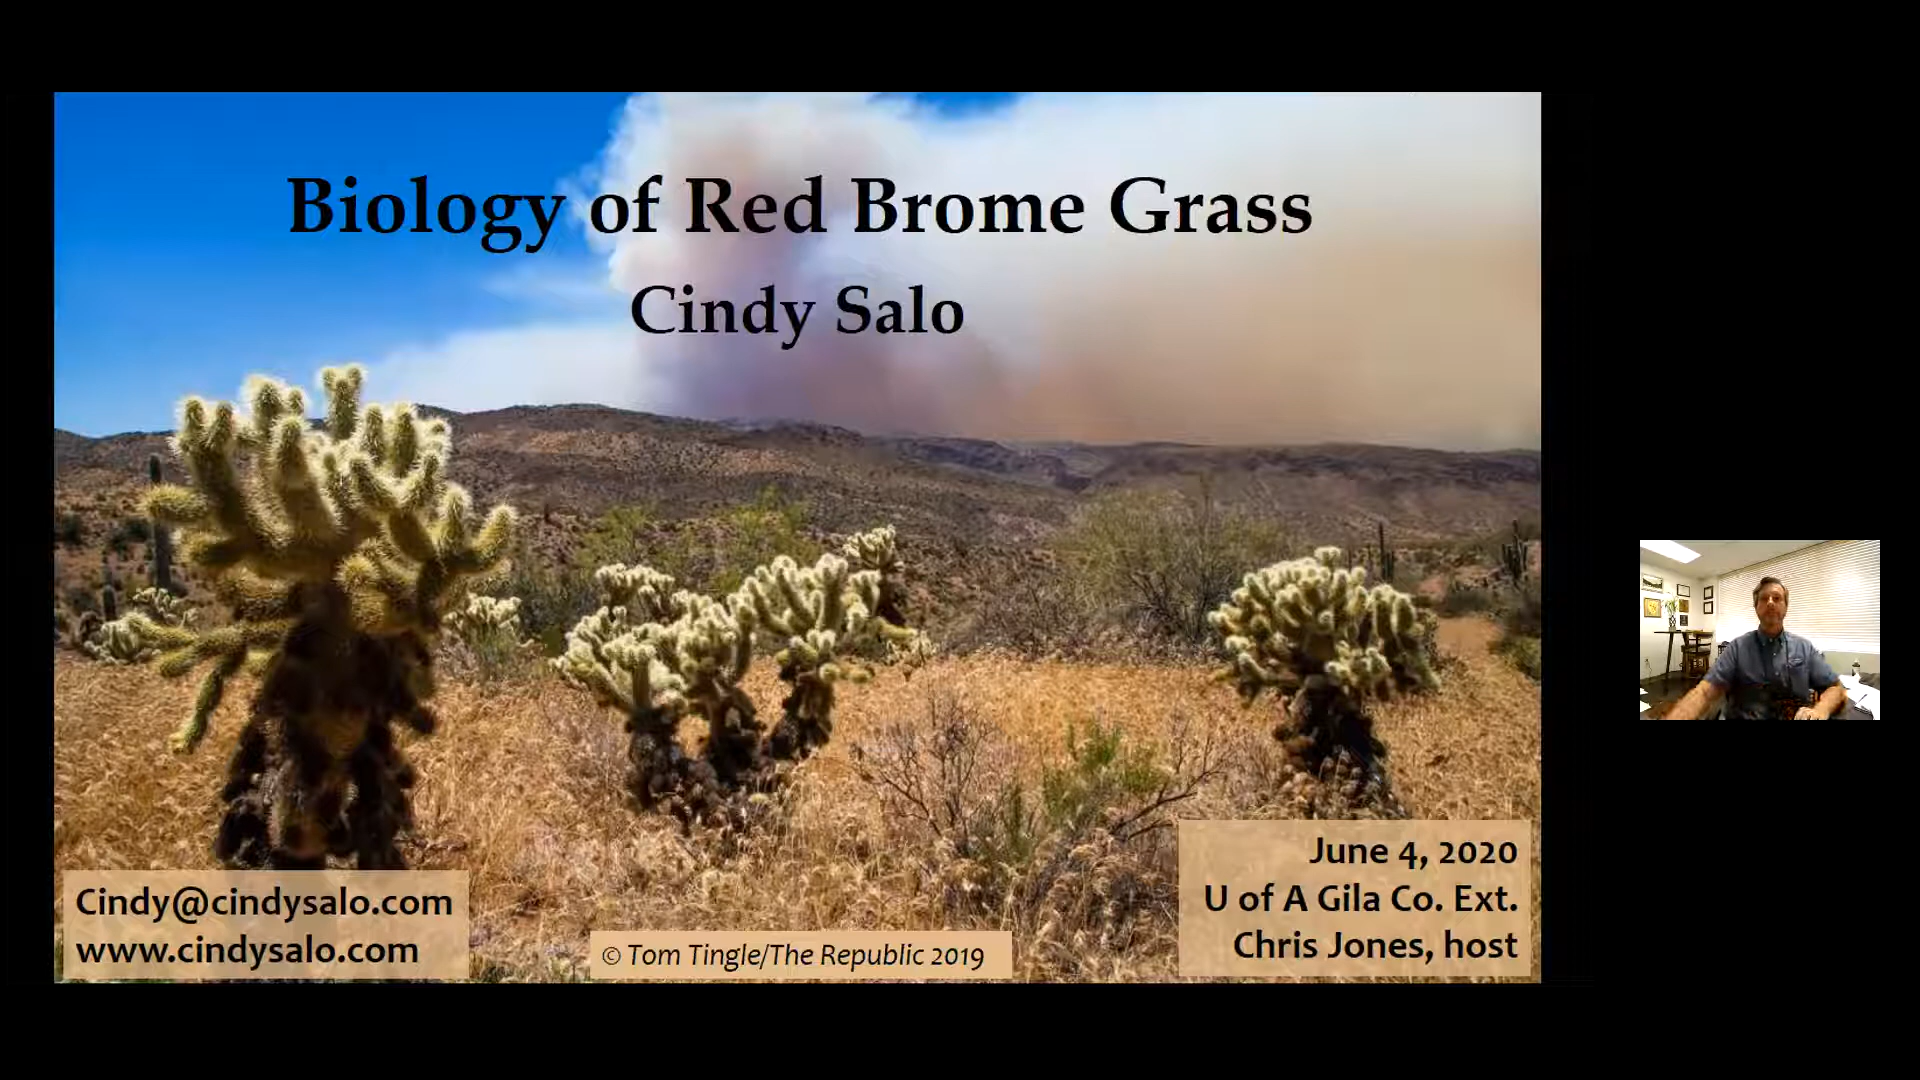 Biology of Red Brome Grass
Cindy Salo
Cindy@cindysalo.com
www.cindysalo.com
© Tom Tingle/The Republic 2019
June 4, 2020
U of A Gila Co. Ext.
Chris Jones, host